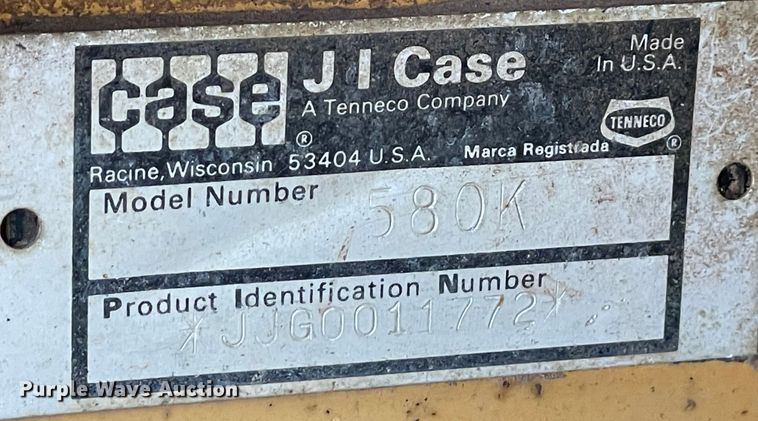 case
®
J I Case
A Tenneco Company
Made
In U.S.A.
TENNECO
®
Racine, Wisconsin 53404 U.S.A.
Marca Registrada
Model Number
580K
Product Identification Number
*JJG0011772*
Purple Wave Auction